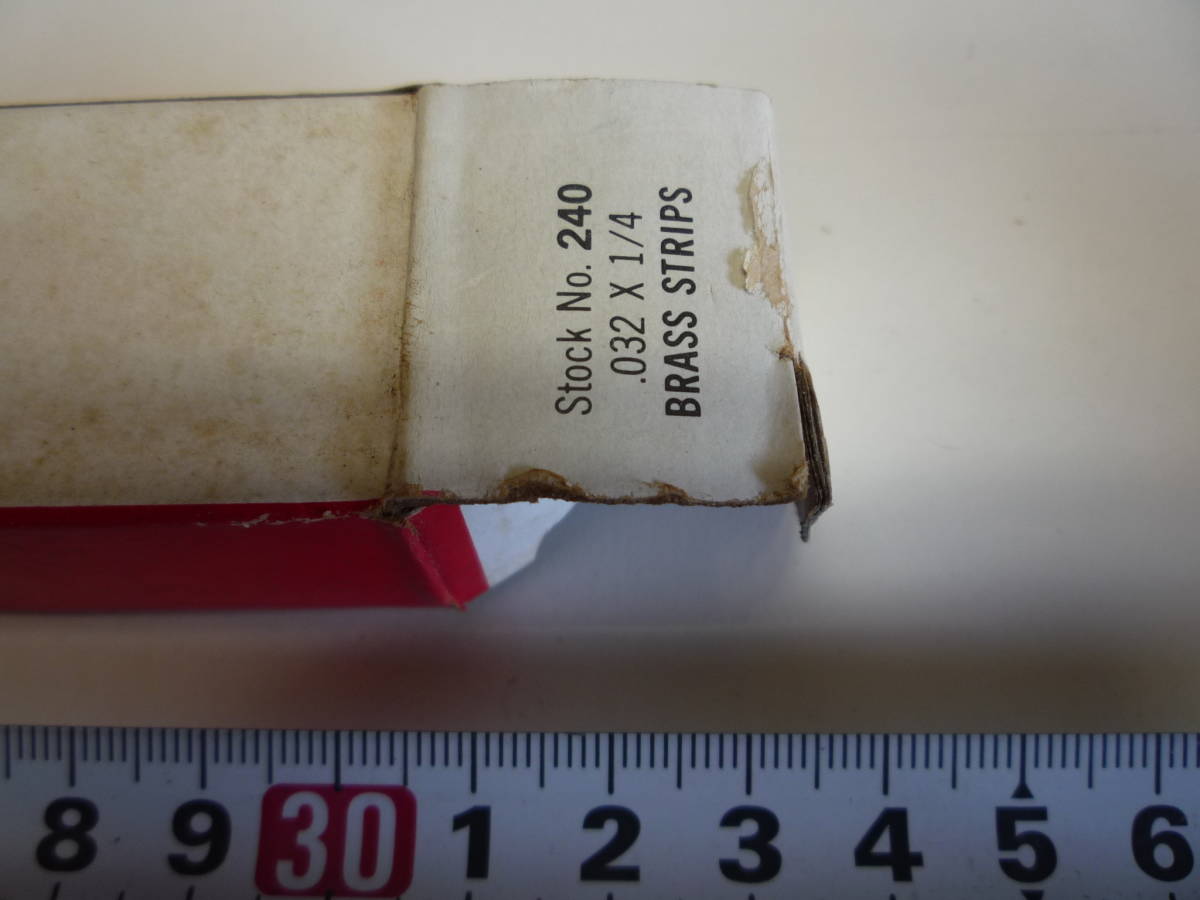 Stock No. 240
.032 X 1/4
BRASS STRIPS
8 9 30 1 2 3 4 5 6